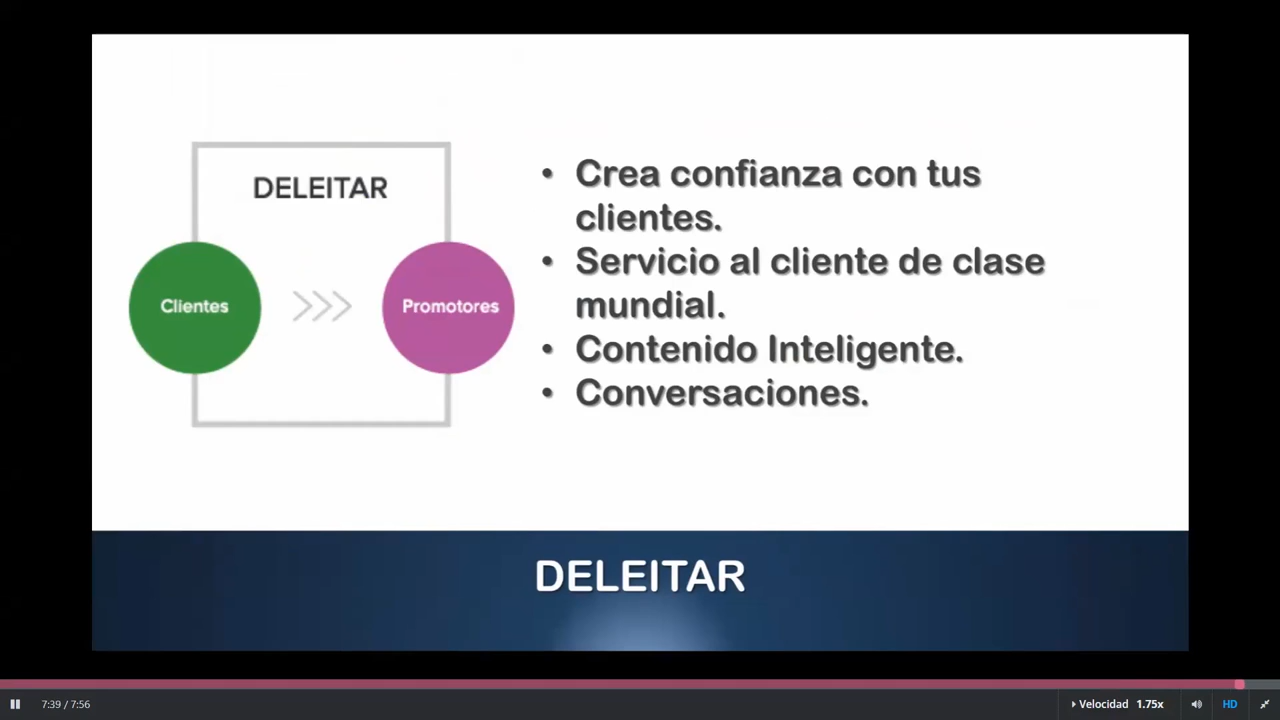 DELEITAR
Clientes
Promotores
• Crea confianza con tus
clientes.
• Servicio al cliente de clase
mundial.
• Contenido Inteligente.
• Conversaciones.
DELEITAR
7:39 / 7:56
Velocidad 1.75x
HD